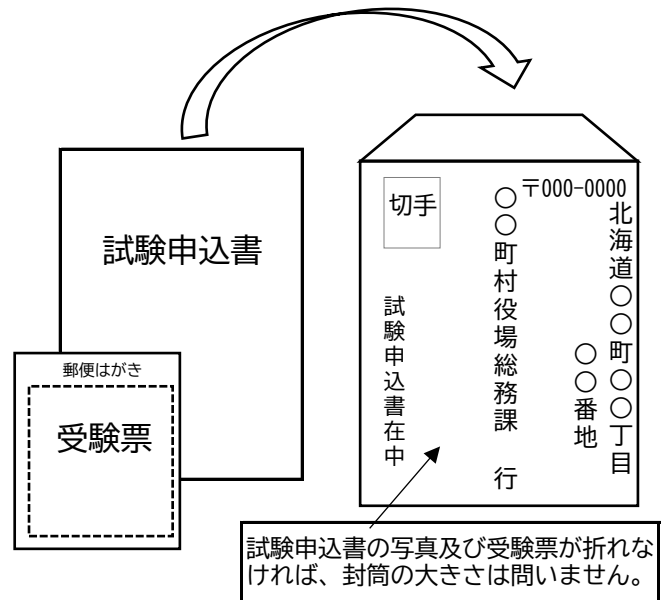 試験申込書
郵便はがき
受験票
〒000-0000
北海道○○町○○丁目
○○番地
○○町村役場総務課 行
切手
試験申込書在中
試験申込書の写真及び受験票が折れな
ければ、封筒の大きさは問いません。